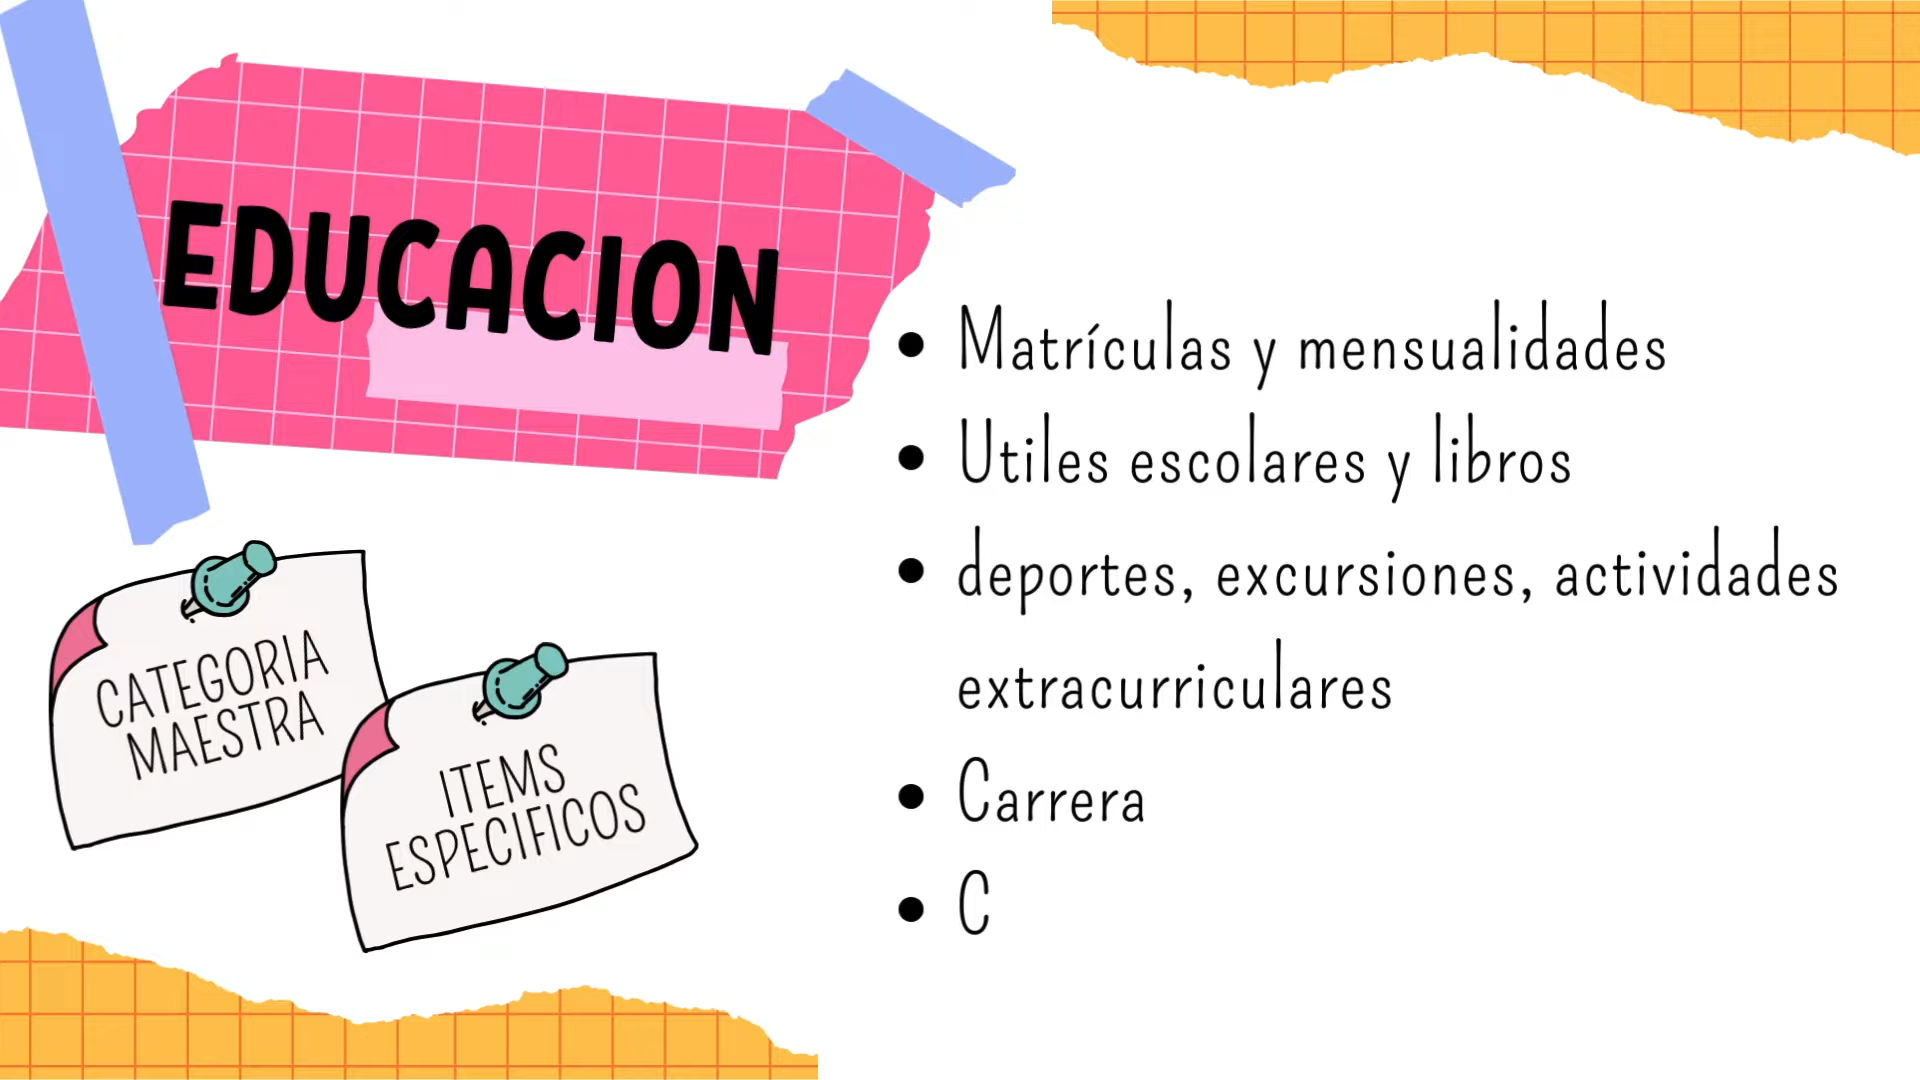 EDUCACION
CATEGORIA
MAESTRA
ITEMS
ESPECIFICOS
• Matrículas y mensualidades
• Utiles escolares y libros
• deportes, excursiones, actividades
extracurriculares
• Carrera
• C